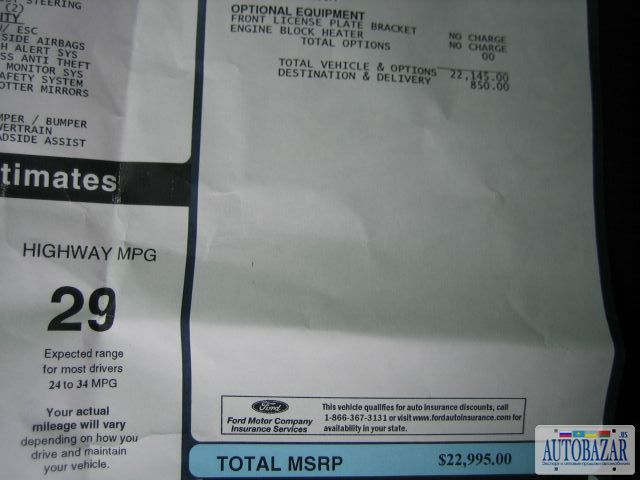 STEERING
(2)
ITY
/ ESC
SIDE AIRBAGS
H ALERT SYS
SS ANTI THEFT
MONITOR SYS
AFETY SYSTEM
OTTER MIRRORS
MPER / BUMPER
WERTRAIN
ADSIDE ASSIST
timates
HIGHWAY MPG
29
Expected range
for most drivers
24 to 34 MPG
Your actual
mileage will vary
depending on how you
drive and maintain
your vehicle.
OPTIONAL EQUIPMENT
FRONT LICENSE PLATE BRACKET NO CHARGE
ENGINE BLOCK HEATER NO CHARGE
TOTAL OPTIONS 00
TOTAL VEHICLE & OPTIONS 22,145.00
DESTINATION & DELIVERY 850.00
Ford
Ford Motor Company
Insurance Services
This vehicle qualifies for auto insurance discounts, call
1-866-367-3131 or visit www.fordautoinsurance.com for
availability in your state.
TOTAL MSRP $22,995.00
AUTOBAZAR.US